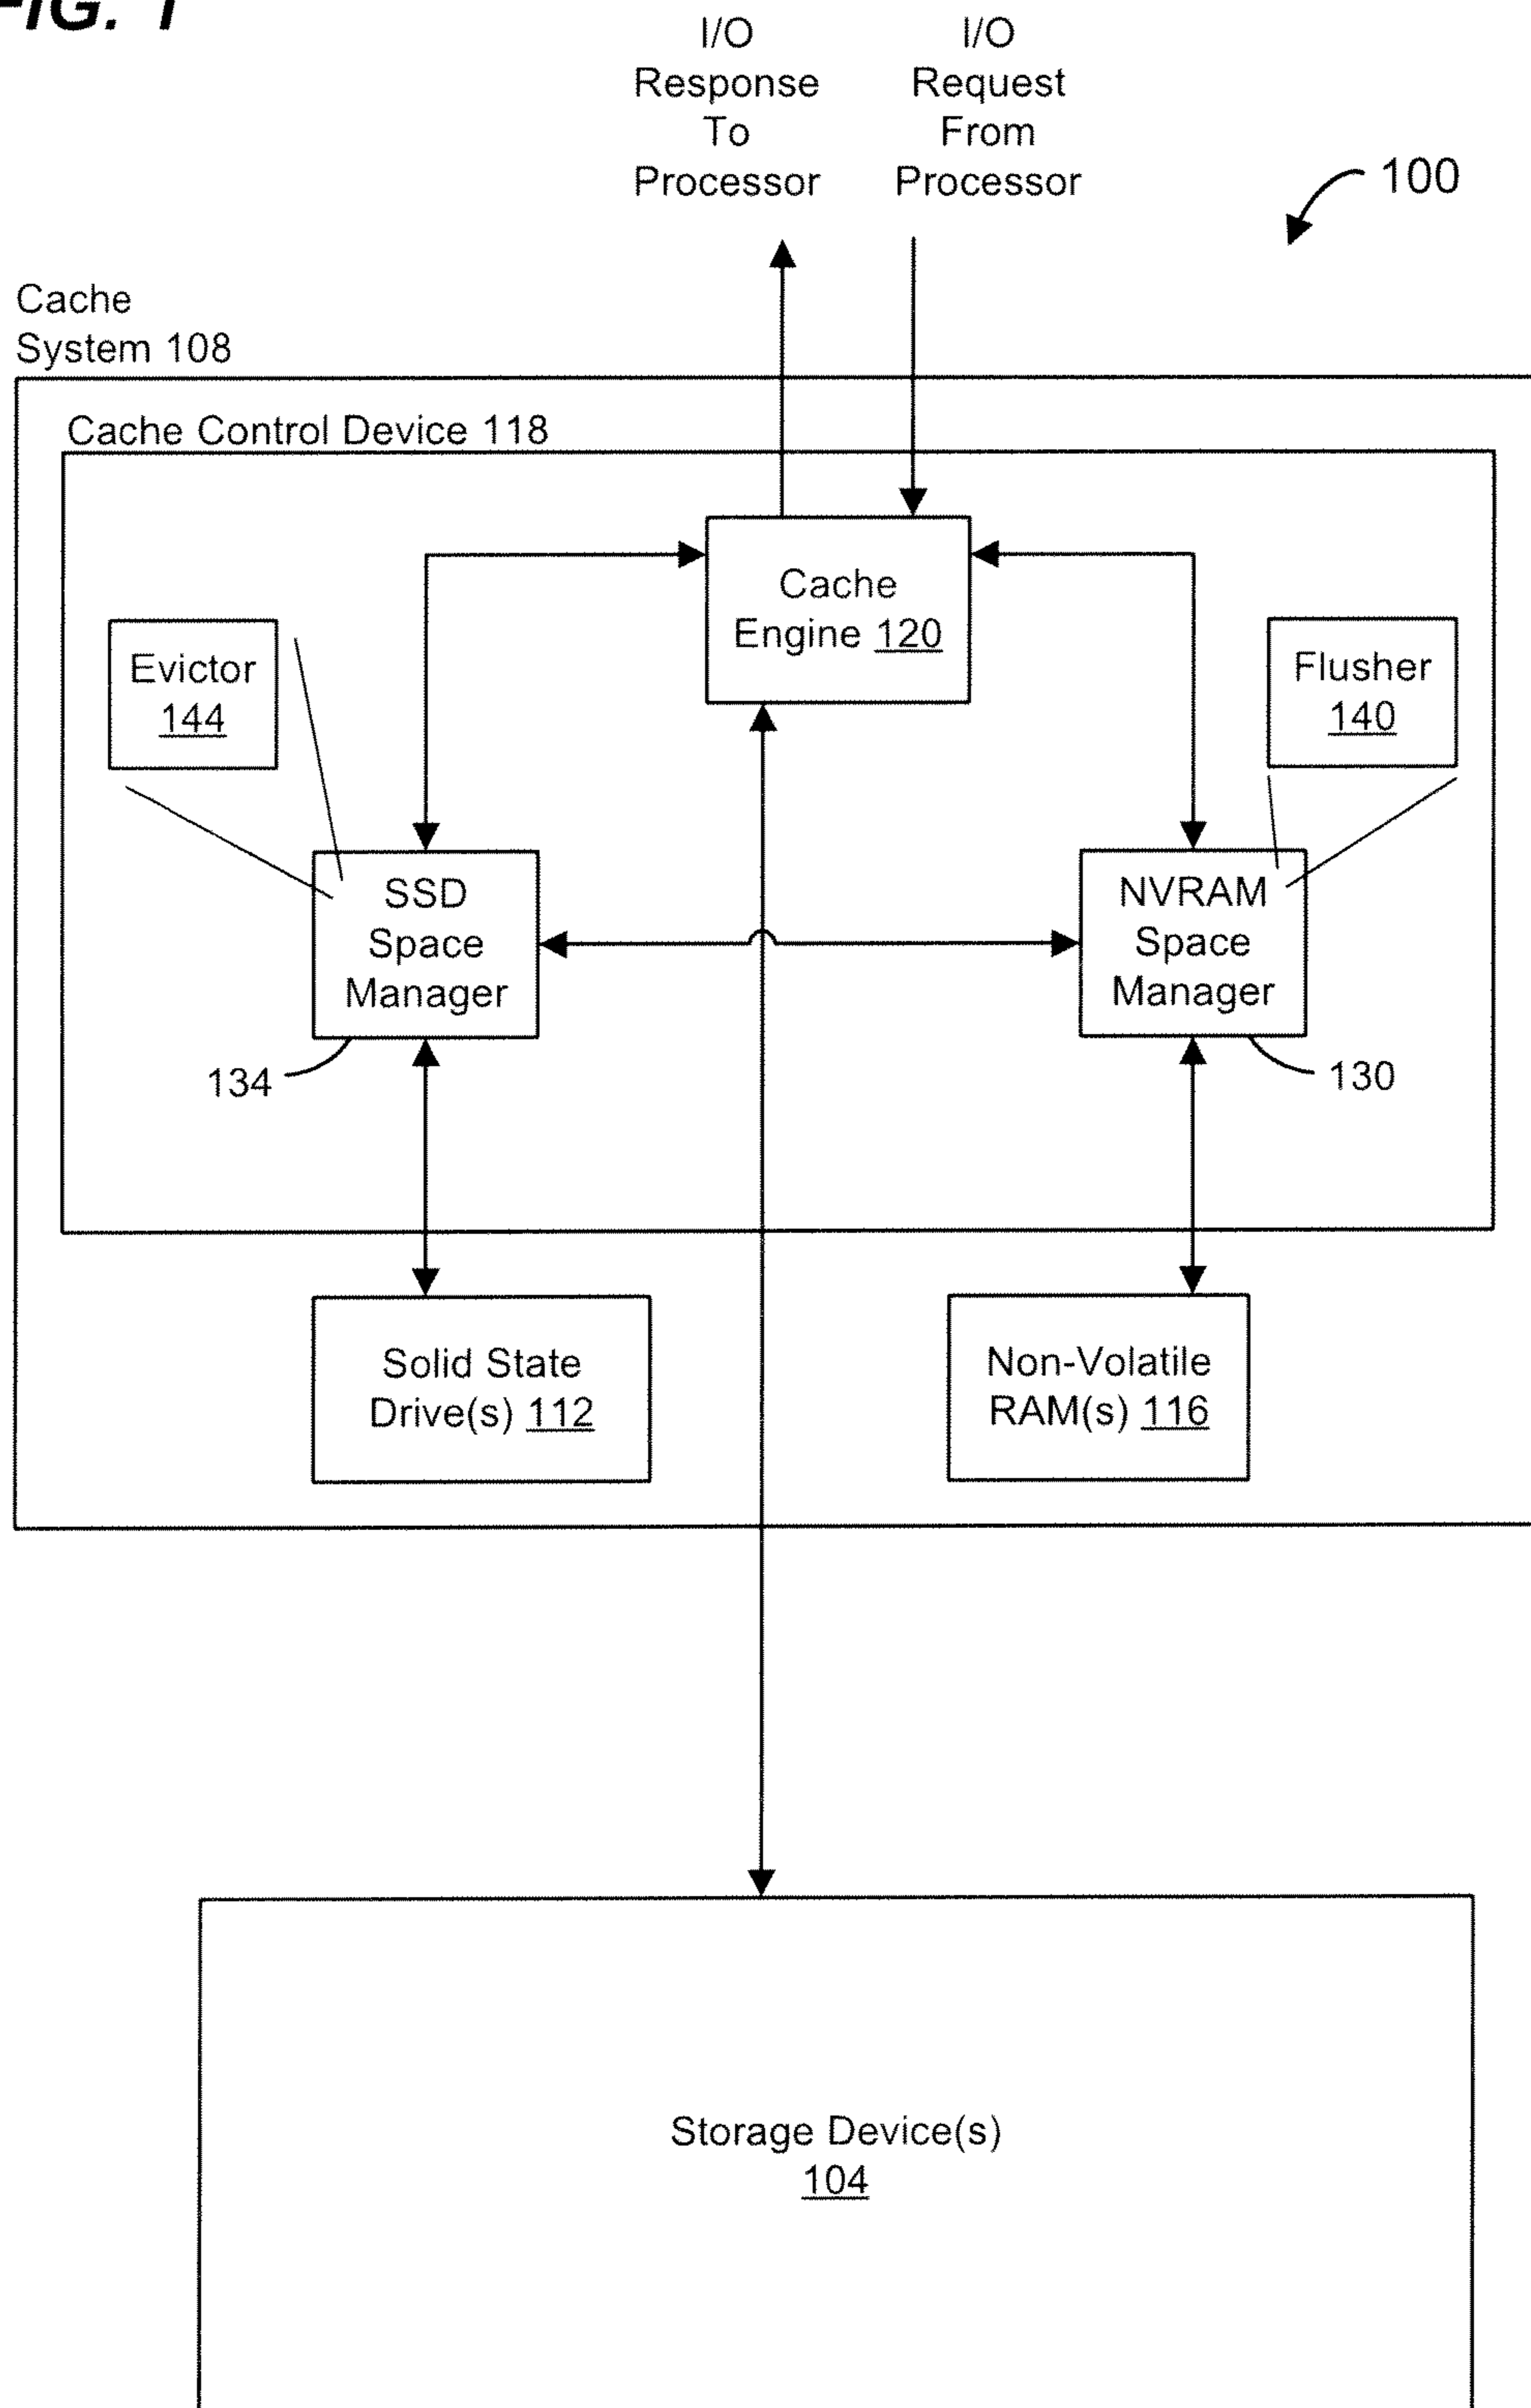 FIG. 1
I/O
Response
To
Processor
I/O
Request
From
Processor
100
Cache
System 108
Cache Control Device 118
Cache
Engine 120
Evictor
144
Flusher
140
SSD
Space
Manager
NVRAM
Space
Manager
134
130
Solid State
Drive(s) 112
Non-Volatile
RAM(s) 116
Storage Device(s)
104